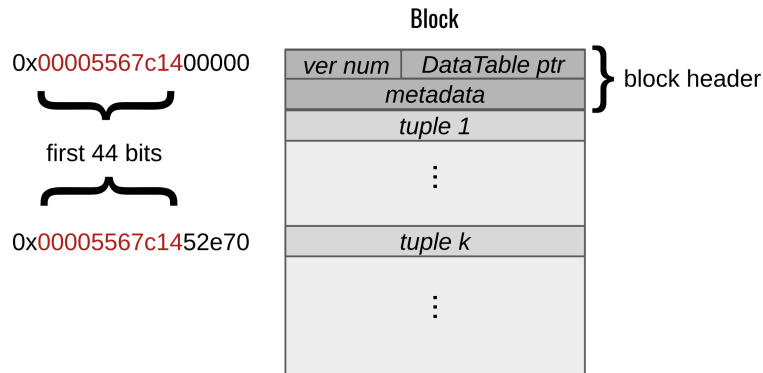 Block
0x00005567c1400000
ver num DataTable ptr
block header
metadata
tuple 1
first 44 bits
0x00005567c1452e70
tuple k